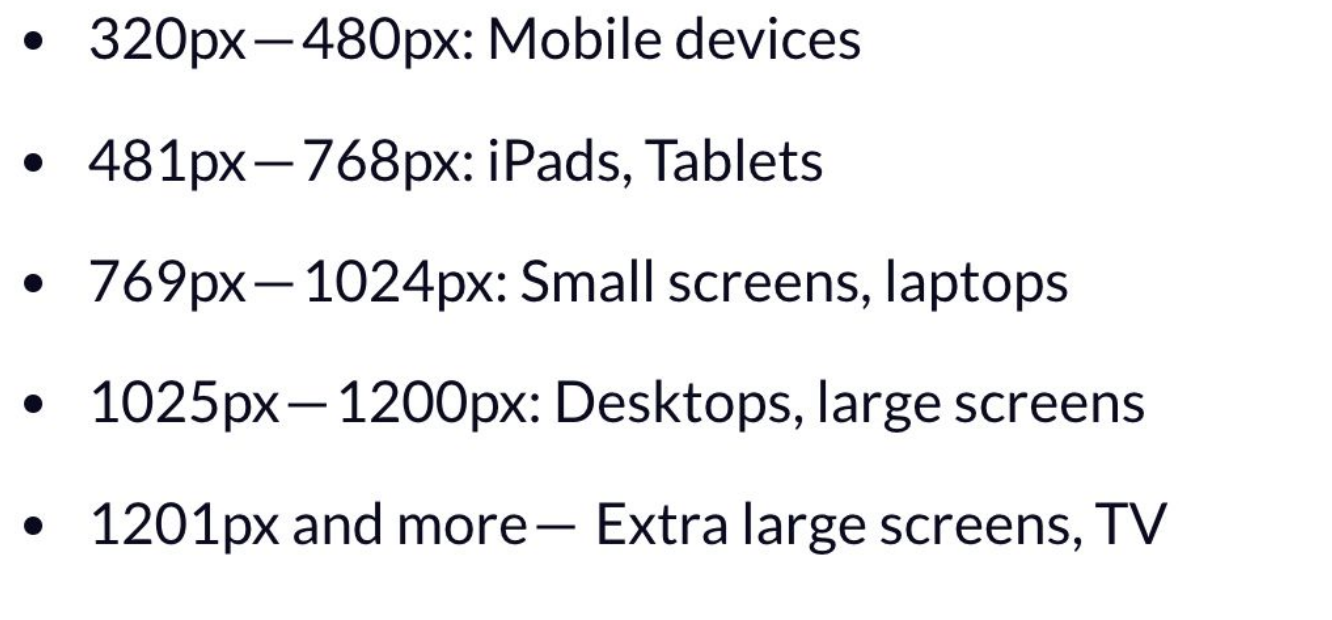 • 320px—480px: Mobile devices
• 481px—768px: iPads, Tablets
• 769px—1024px: Small screens, laptops
• 1025px—1200px: Desktops, large screens
• 1201px and more— Extra large screens, TV